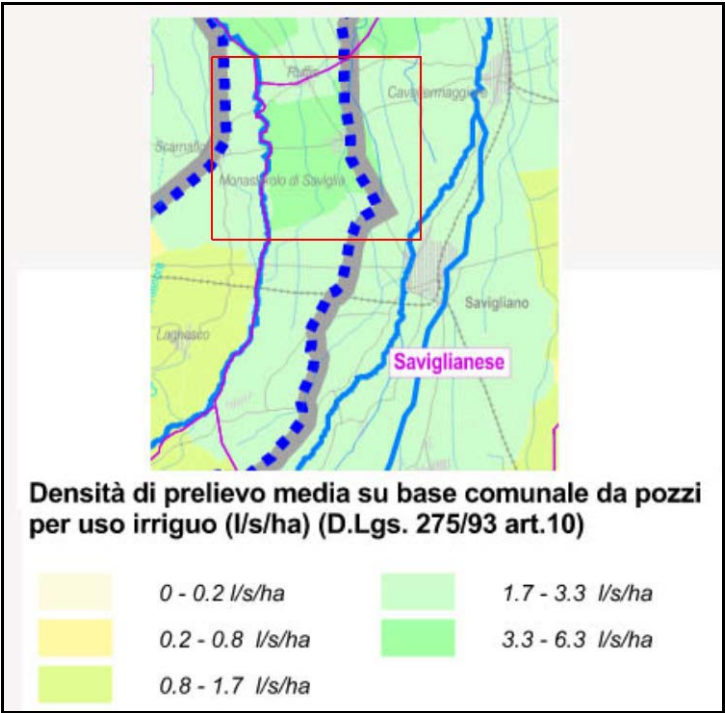 Ruffia
Cavallermaggiore
Scarnafigi
Monasterolo di Saviglia
Savigliano
Lagnasco
Saviglianese
Densità di prelievo media su base comunale da pozzi
per uso irriguo (l/s/ha) (D.Lgs. 275/93 art.10)
0 - 0.2 l/s/ha
1.7 - 3.3 l/s/ha
0.2 - 0.8 l/s/ha
3.3 - 6.3 l/s/ha
0.8 - 1.7 l/s/ha